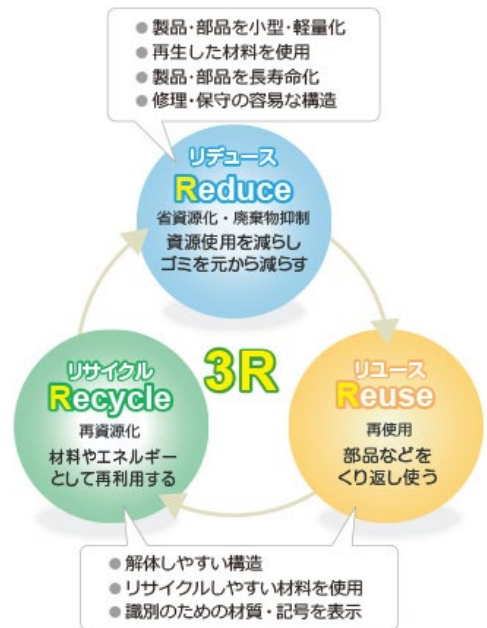 ● 製品・部品を小型・軽量化
● 再生した材料を使用
● 製品・部品を長寿命化
● 修理・保守の容易な構造
リデュース
Reduce
省資源化・廃棄物抑制
資源使用を減らし
ゴミを元から減らす
3R
リサイクル
Recycle
再資源化
材料やエネルギー
として再利用する
リユース
Reuse
再使用
部品などを
くり返し使う
● 解体しやすい構造
● リサイクルしやすい材料を使用
● 識別のための材質・記号を表示